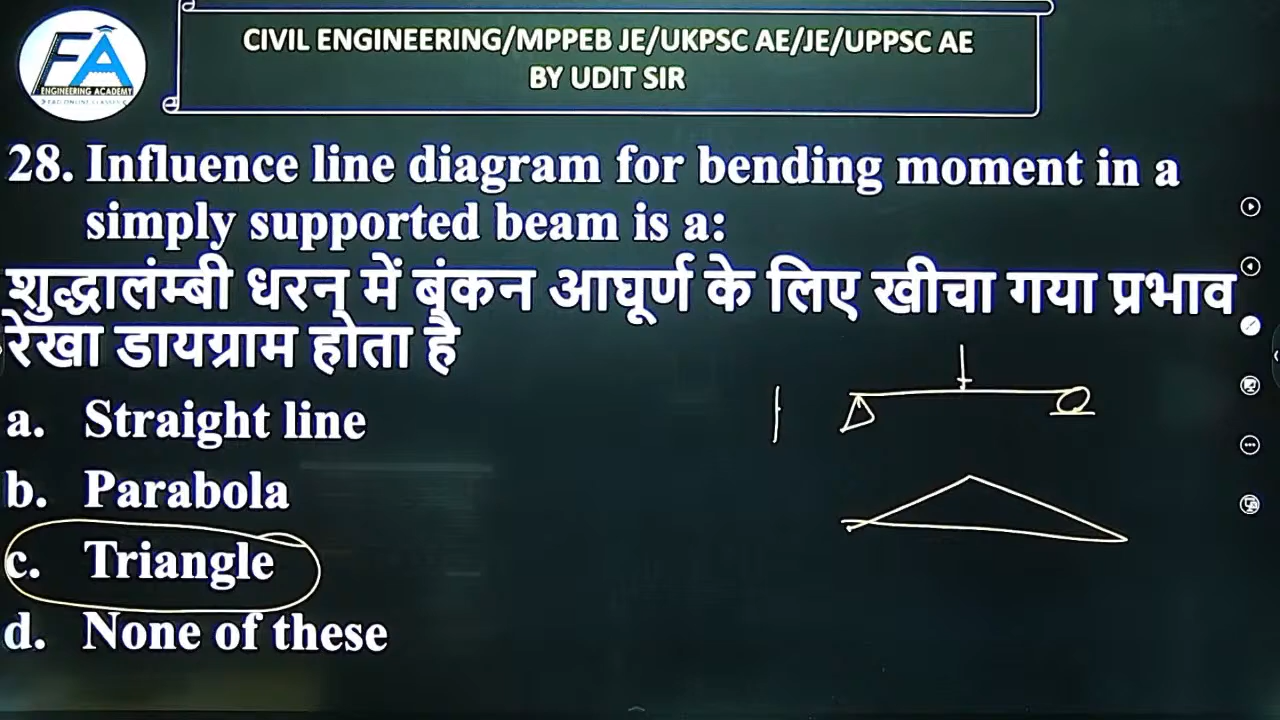 FA
ENGINEERING ACADEMY
CIVIL ENGINEERING/MPPEB JE/UKPSC AE/JE/UPPSC AE
BY UDIT SIR
28. Influence line diagram for bending moment in a
simply supported beam is a:
शुद्धालंम्बी धरन् में बंकन आघूर्ण के लिए खीचा गया प्रभाव
रेखा डायग्राम होता है
a. Straight line
b. Parabola
c. Triangle
d. None of these